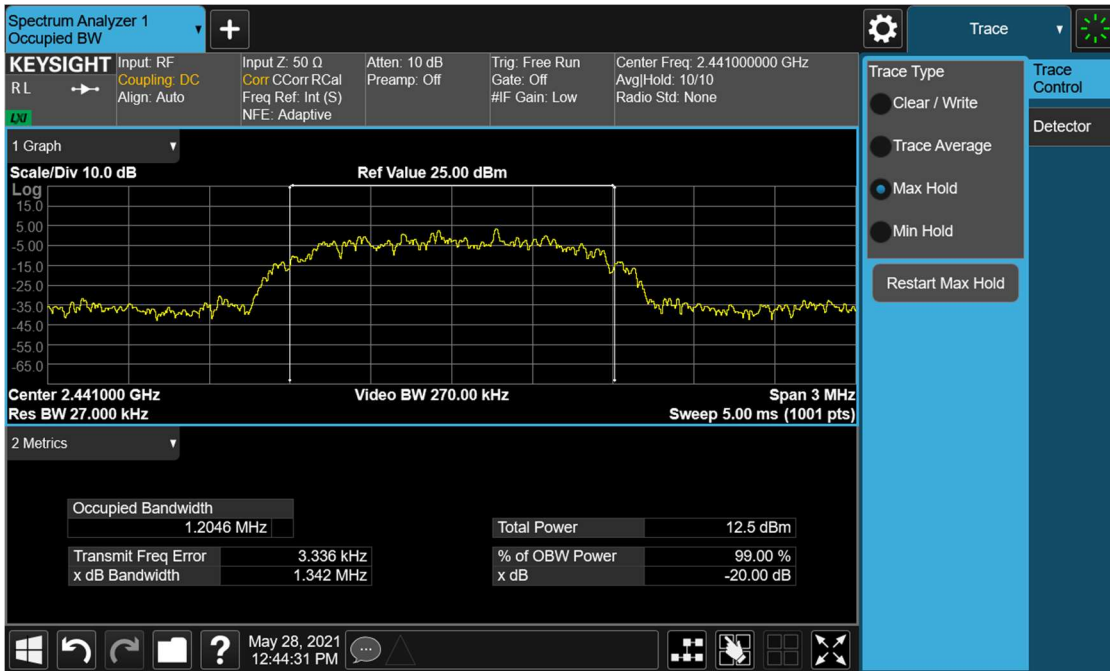 Spectrum Analyzer 1
Occupied BW
+
Trace
KEYSIGHT
RL
LXI
Input: RF
Coupling: DC
Align: Auto
Input Z: 50 Ω
Corr CCorr RCal
Freq Ref: Int (S)
NFE: Adaptive
Atten: 10 dB
Preamp: Off
Trig: Free Run
Gate: Off
#IF Gain: Low
Center Freq: 2.441000000 GHz
Avg|Hold: 10/10
Radio Std: None
1 Graph
Scale/Div 10.0 dB
Ref Value 25.00 dBm
Log
15.0
5.00
-5.00
-15.0
-25.0
-35.0
-45.0
-55.0
-65.0
Center 2.441000 GHz
Video BW 270.00 kHz
Span 3 MHz
Res BW 27.000 kHz
Sweep 5.00 ms (1001 pts)
2 Metrics
Occupied Bandwidth
1.2046 MHz
Total Power 12.5 dBm
Transmit Freq Error 3.336 kHz
% of OBW Power 99.00 %
x dB Bandwidth 1.342 MHz
x dB -20.00 dB
?
May 28, 2021
12:44:31 PM
Trace Type
Clear / Write
Trace Average
Max Hold
Min Hold
Restart Max Hold
Trace
Control
Detector